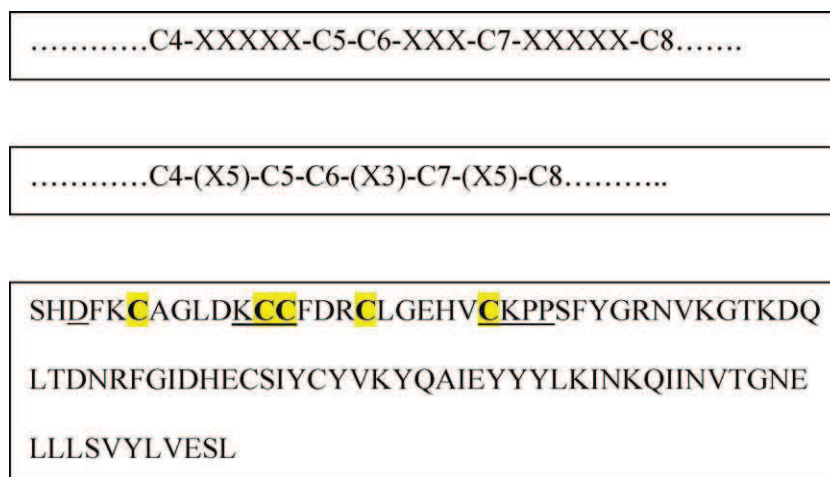 …………C4-XXXXX-C5-C6-XXX-C7-XXXXX-C8…….
…………C4-(X5)-C5-C6-(X3)-C7-(X5)-C8………..
SHDFKCAGLDKCCFDRCLGEHVCKPPSFYGRNVKGTKDQ
LTDNRFGIDHECSIYCYVKYQAIEYYYLKINKQIINVTGNE
LLLSVYLVESL